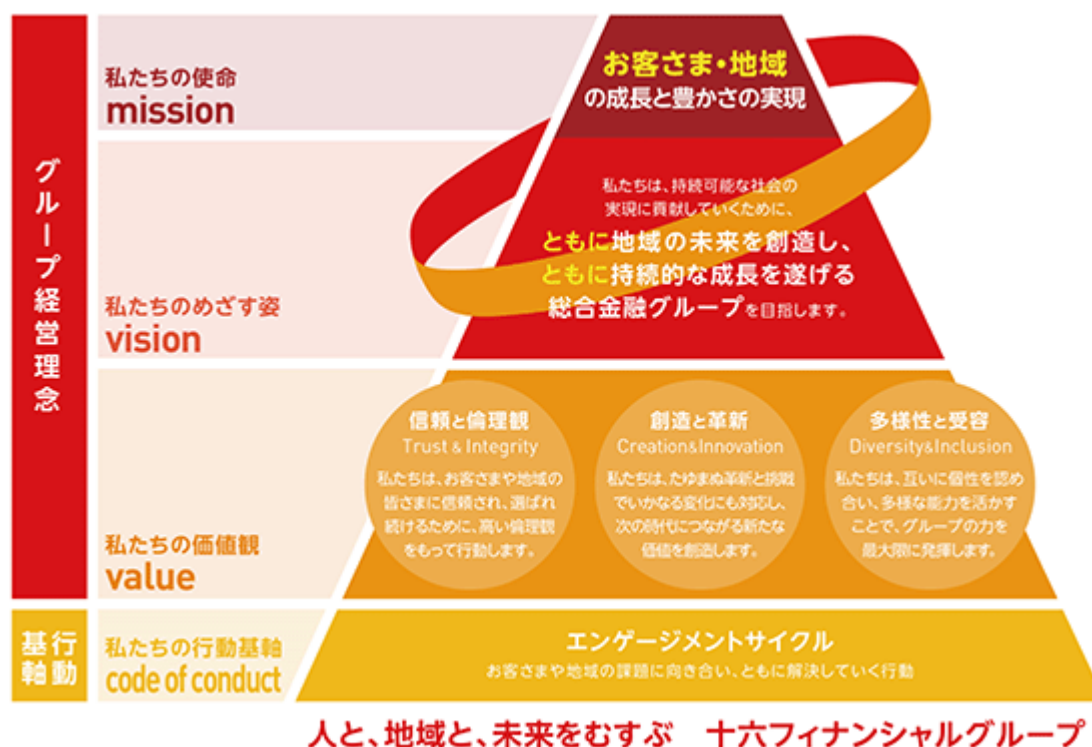 グループ経営理念
私たちの使命
mission
お客さま・地域
の成長と豊かさの実現
私たちのめざす姿
vision
私たちは、持続可能な社会の
実現に貢献していくために、
ともに地域の未来を創造し、
ともに持続的な成長を遂げる
総合金融グループを目指します。
私たちの価値観
value
信頼と倫理観
Trust & Integrity
私たちは、お客さまや地域の
皆さまに信頼され、選ばれ
続けるために、高い倫理観
をもって行動します。
創造と革新
Creation&Innovation
私たちは、たゆまぬ革新と挑戦
でいかなる変化にも対応し、
次の時代につながる新たな
価値を創造します。
多様性と受容
Diversity&Inclusion
私たちは、互いに個性を認め
合い、多様な能力を活かす
ことで、グループの力を
最大限に発揮します。
行動
基軸
私たちの行動基軸
code of conduct
エンゲージメントサイクル
お客さまや地域の課題に向き合い、ともに解決していく行動
人と、地域と、未来をむすぶ 十六フィナンシャルグループ